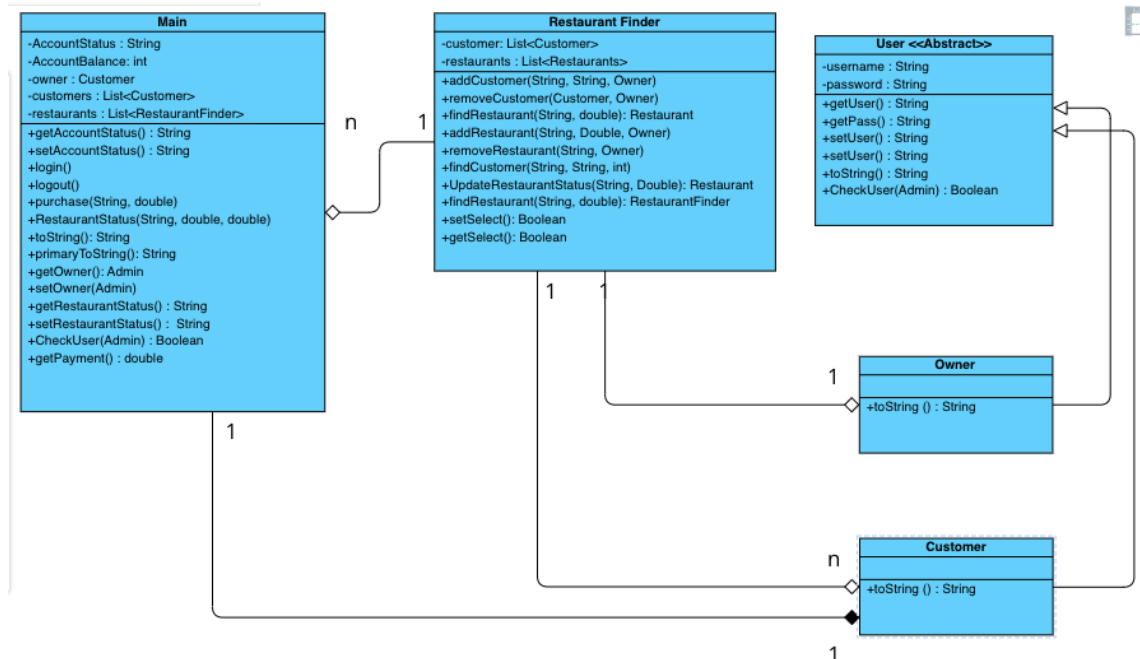 Main
-AccountStatus : String
-AccountBalance: int
-owner : Customer
-customers : List<Customer>
-restaurants : List<RestaurantFinder>
+getAccountStatus() : String
+setAccountStatus() : String
+login()
+logout()
+purchase(String, double)
+RestaurantStatus(String, double, double)
+toString(): String
+primaryToString(): String
+getOwner(): Admin
+setOwner(Admin)
+getRestaurantStatus() : String
+setRestaurantStatus() : String
+CheckUser(Admin) : Boolean
+getPayment() : double
n
1
Restaurant Finder
-customer: List<Customer>
-restaurants : List<Restaurants>
+addCustomer(String, String, Owner)
+removeCustomer(Customer, Owner)
+findRestaurant(String, double): Restaurant
+addRestaurant(String, Double, Owner)
+removeRestaurant(String, Owner)
+findCustomer(String, String, int)
+UpdateRestaurantStatus(String, Double): Restaurant
+findRestaurant(String, double): RestaurantFinder
+setSelect(): Boolean
+getSelect(): Boolean
User <<Abstract>>
-username : String
-password : String
+getUser() : String
+getPass() : String
+setUser() : String
+setUser() : String
+toString() : String
+CheckUser(Admin) : Boolean
1
1
1
Owner
+toString () : String
1
n
Customer
+toString () : String
1